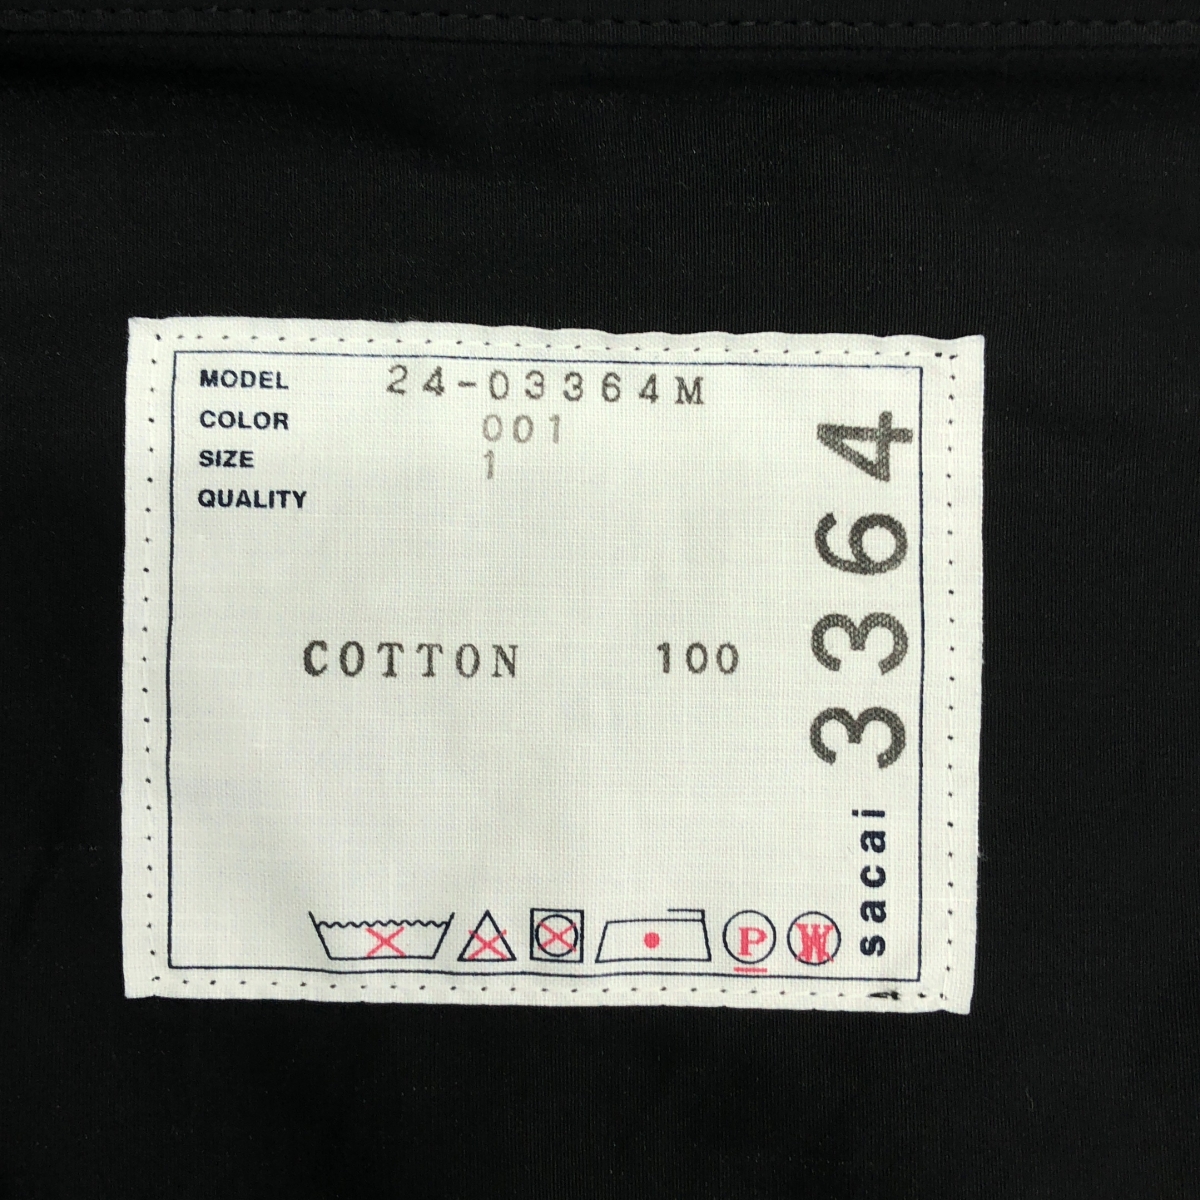 MODEL 24-03364M
COLOR 001
SIZE 1
QUALITY
COTTON 100
P W
sacai 3364